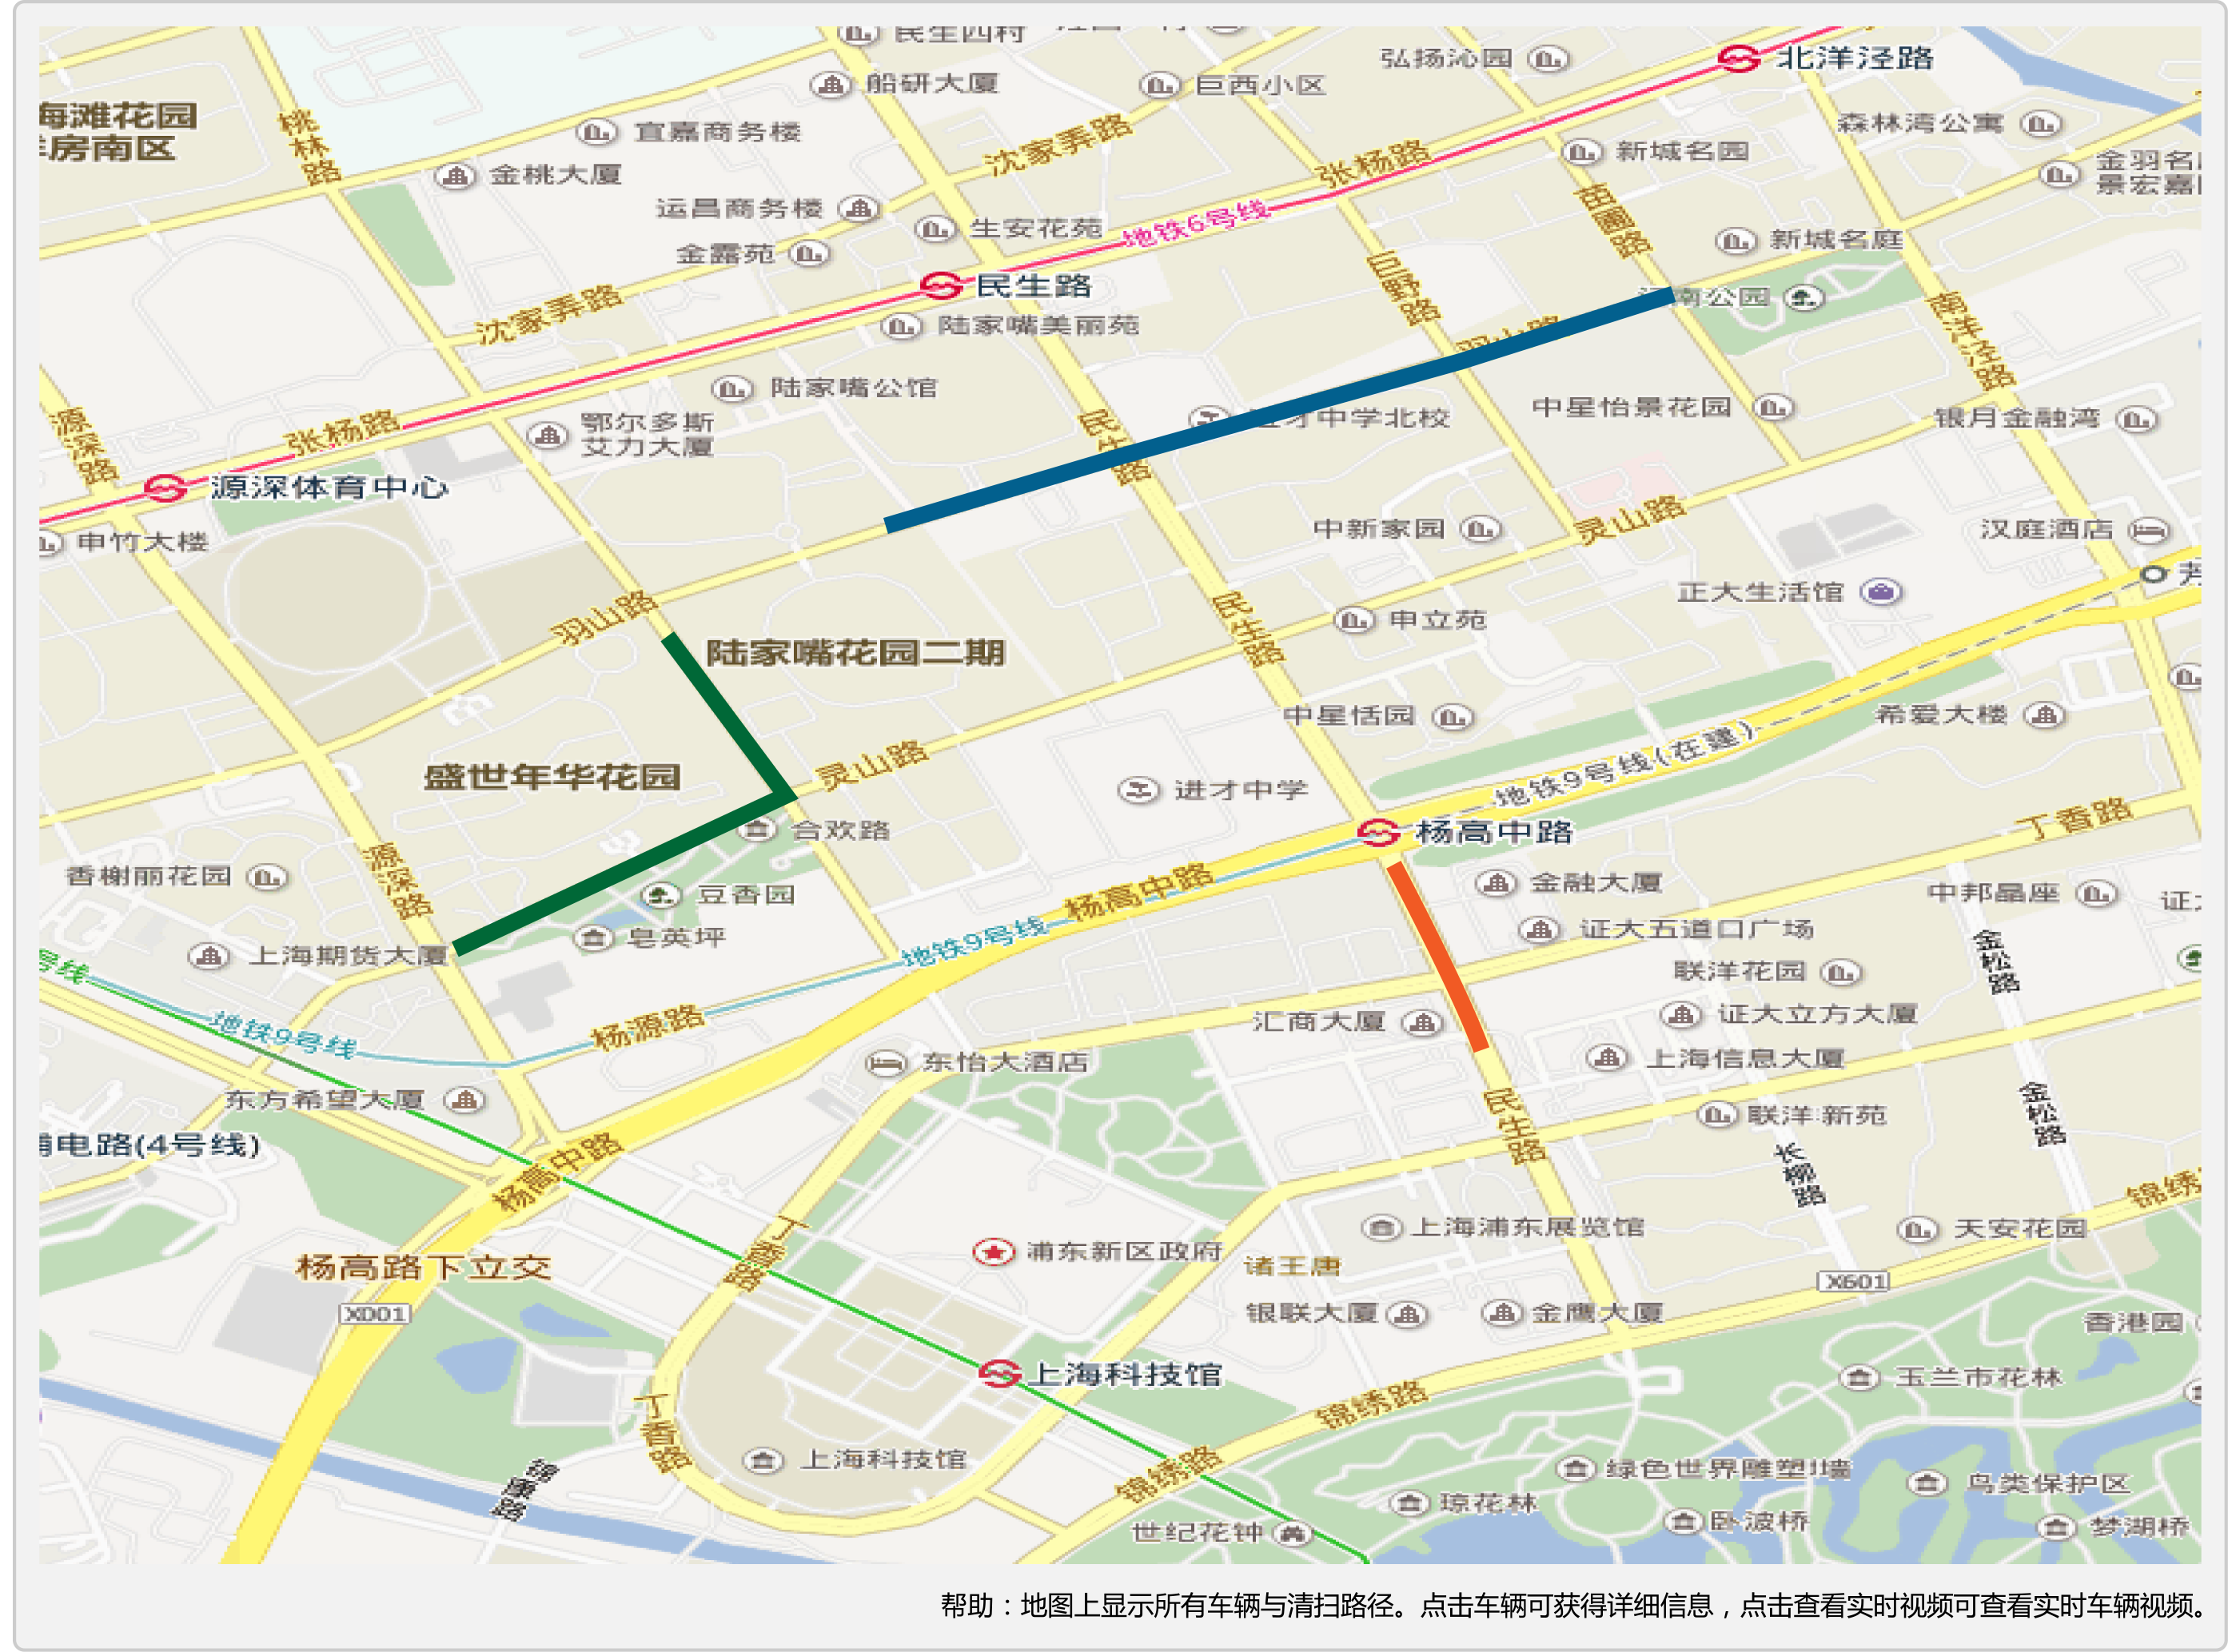 民生四村
弘扬沁园
北洋泾路
船研大厦
巨西小区
海滩花园
洋房南区
桃林路
宜嘉商务楼
沈家弄路
张杨路
新城名园
森林湾公寓
金羽名
景宏嘉
金桃大厦
运昌商务楼
生安花苑
地铁6号线
苗圃路
新城名庭
金露苑
民生路
巨野路
南公园
南洋泾路
沈家弄路
陆家嘴美丽苑
羽山路
陆家嘴公馆
源深路
张杨路
鄂尔多斯
艾力大厦
民生路
进才中学北校
中星怡景花园
银月金融湾
源深体育中心
申竹大楼
中新家园
灵山路
汉庭酒店
芳
正大生活馆
羽山路
民生路
申立苑
陆家嘴花园二期
中星恬园
希爱大楼
盛世年华花园
灵山路
进才中学
地铁9号线(在建)
合欢路
杨高中路
丁香路
香榭丽花园
源深路
豆香园
杨高中路
金融大厦
中邦晶座
证大
上海期货大厦
皂英坪
地铁9号线
证大五道口广场
金松路
号线
联洋花园
地铁9号线
杨源路
汇商大厦
证大立方大厦
东怡大酒店
上海信息大厦
东方希望大厦
民生路
联洋新苑
金松路
浦电路(4号线)
杨高中路
长柳路
锦绣
丁香路
浦东新区政府
诸王唐
上海浦东展览馆
天安花园
杨高路下立交
X001
X601
银联大厦
金鹰大厦
香港园
上海科技馆
玉兰市花林
丁香路
锦绣路
上海科技馆
锦绣路
绿色世界雕塑墙
鸟类保护区
琼花林
世纪花钟
卧波桥
梦湖桥
帮助：地图上显示所有车辆与清扫路径。点击车辆可获得详细信息，点击查看实时视频可查看实时车辆视频。